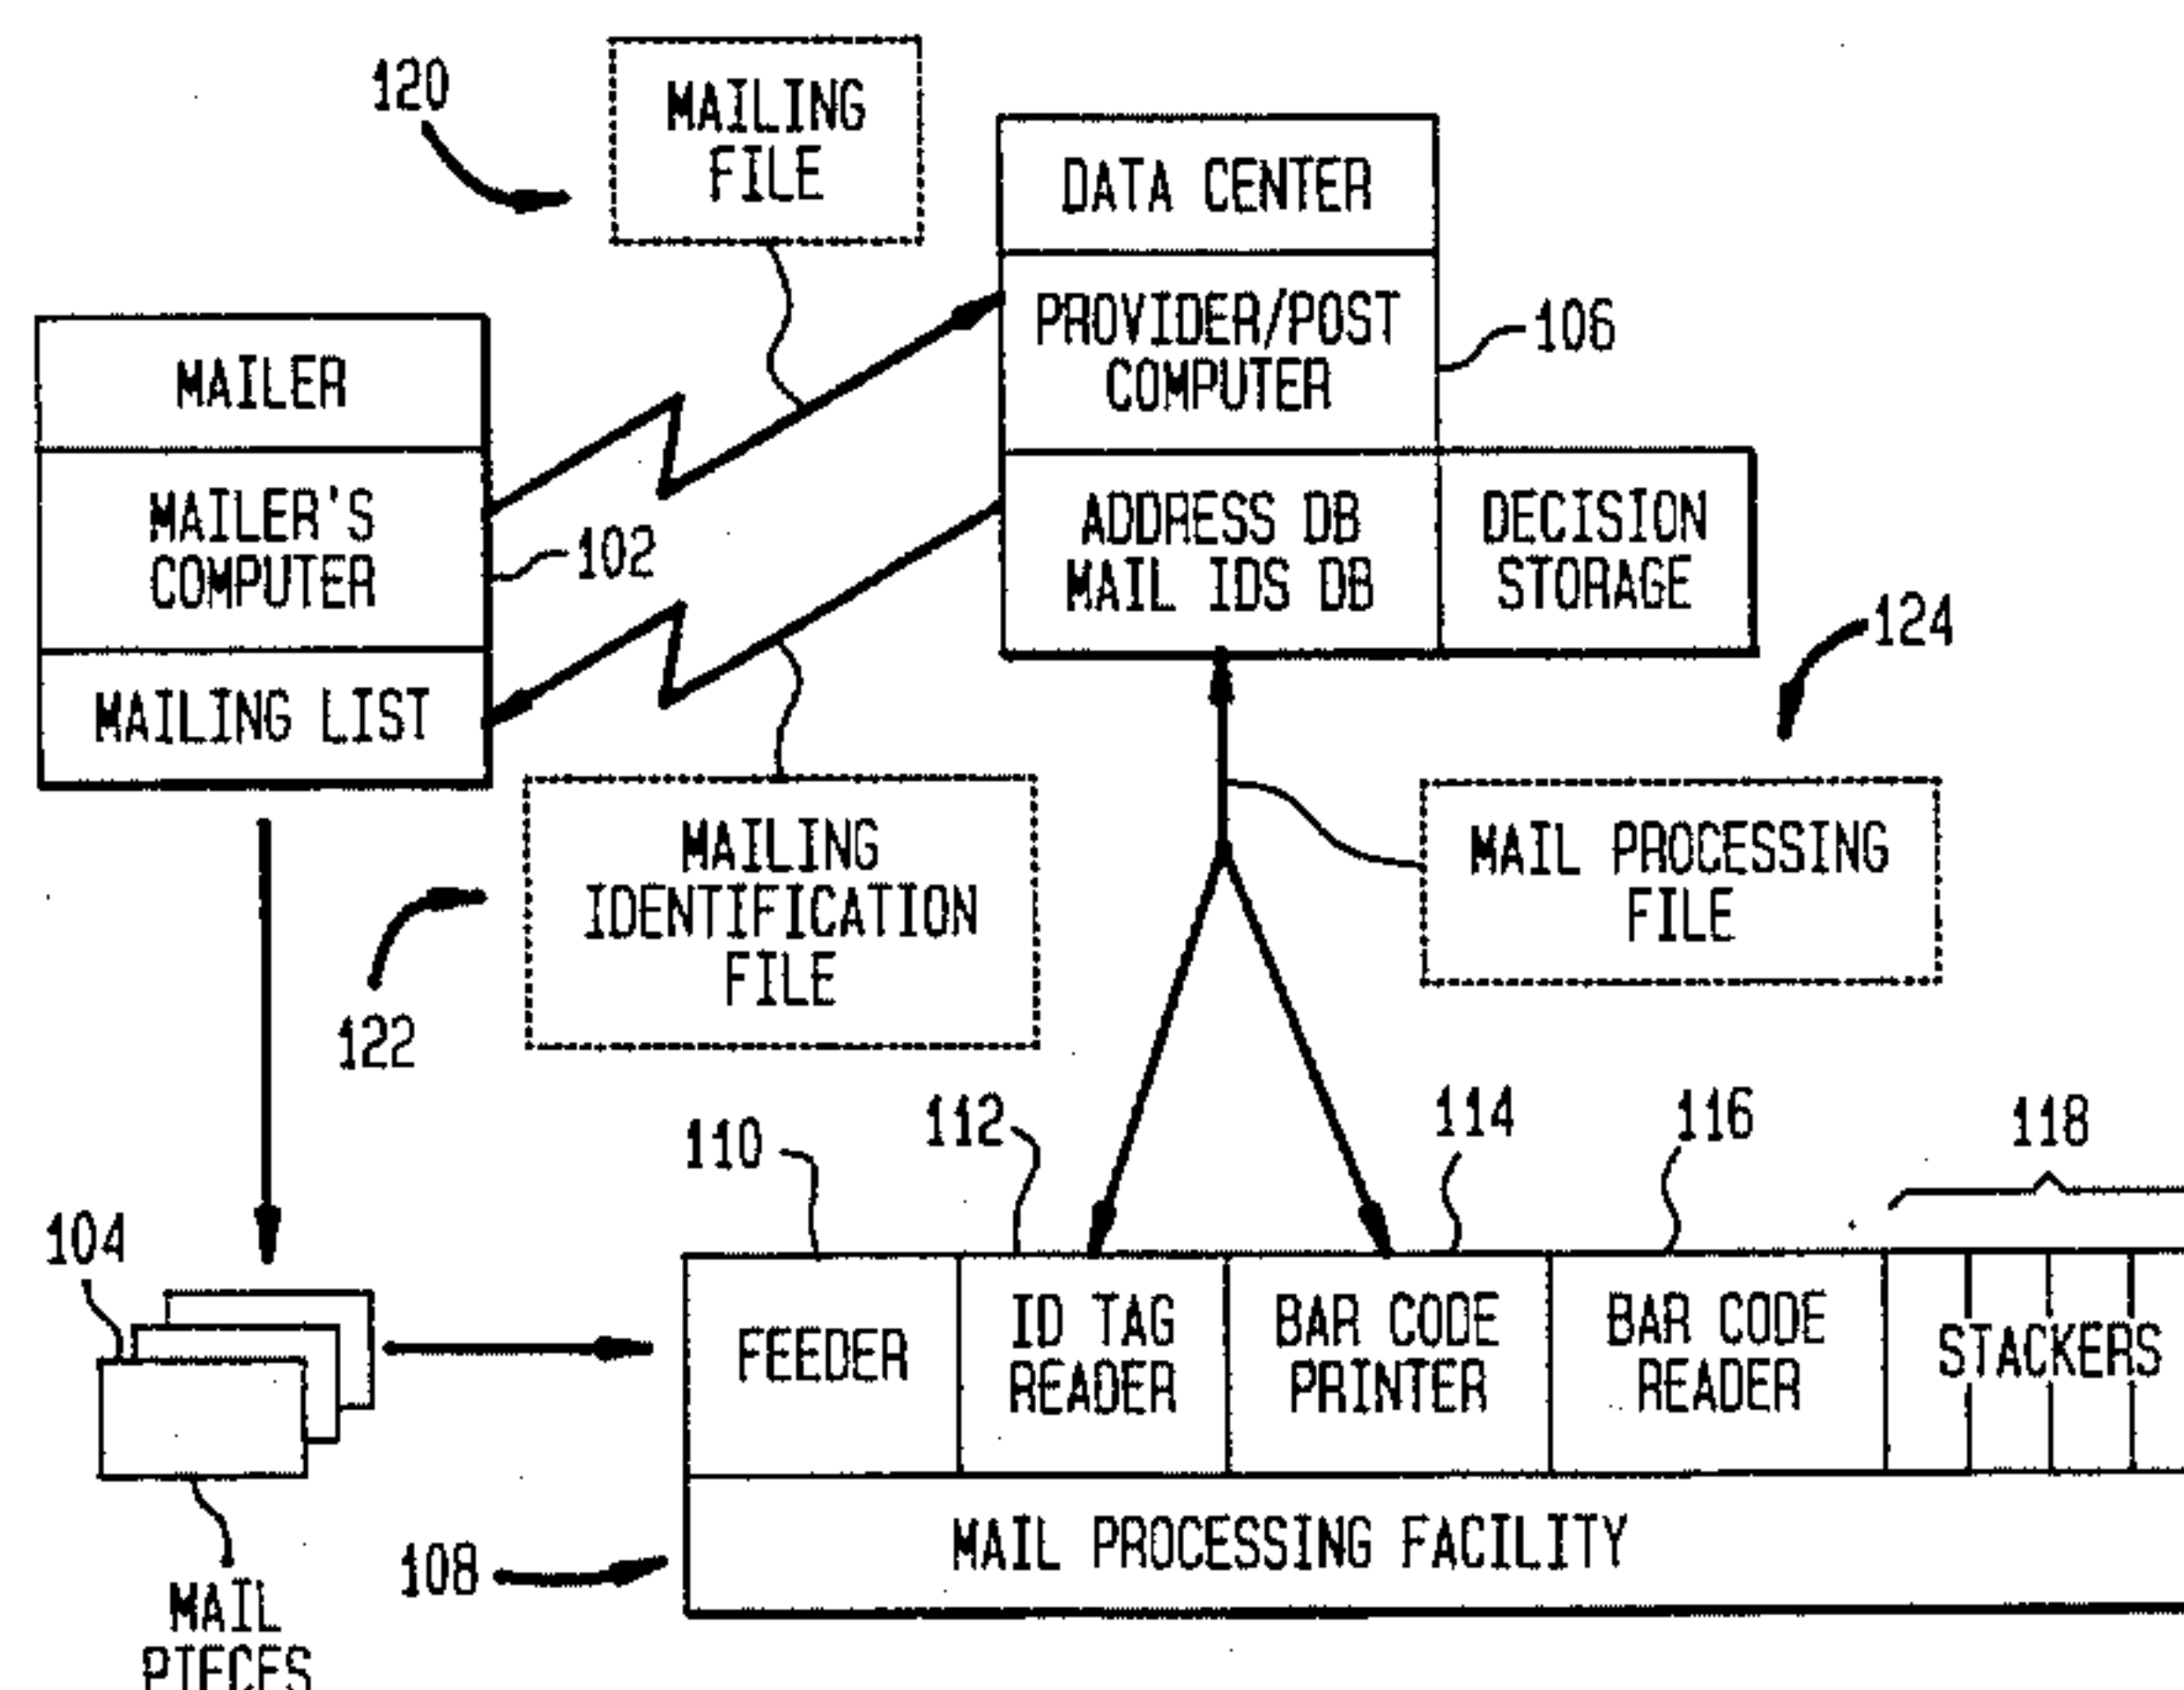 120
MAILING
FILE
DATA CENTER
PROVIDER/POST
COMPUTER
106
MAILER
MAILER'S
COMPUTER
102
ADDRESS DB
MAIL IDS DB
DECISION
STORAGE
124
MAILING LIST
MAILING
IDENTIFICATION
FILE
122
MAIL PROCESSING
FILE
110
112
114
116
118
104
FEEDER
ID TAG
READER
BAR CODE
PRINTER
BAR CODE
READER
STACKERS
108
MAIL PROCESSING FACILITY
MAIL
PIECES